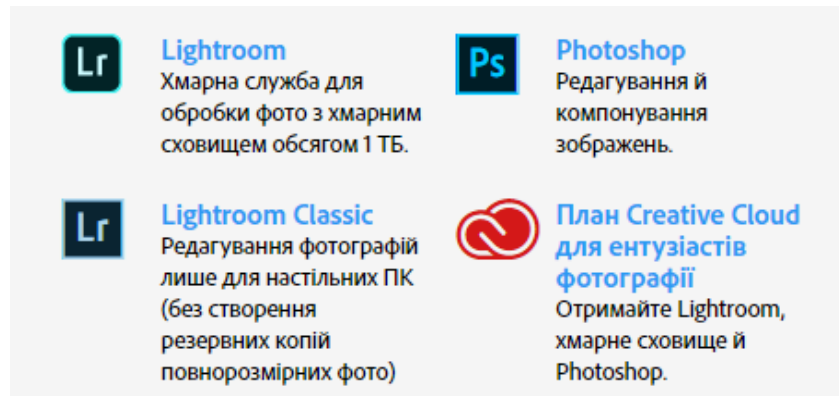 Lr
Lightroom
Хмарна служба для
обробки фото з хмарним
сховищем обсягом 1 ТБ.
Ps
Photoshop
Редагування й
компонування
зображень.
Lr
Lightroom Classic
Редагування фотографій
лише для настільних ПК
(без створення
резервних копій
повнорозмірних фото)
План Creative Cloud
для ентузіастів
фотографії
Отримайте Lightroom,
хмарне сховище й
Photoshop.